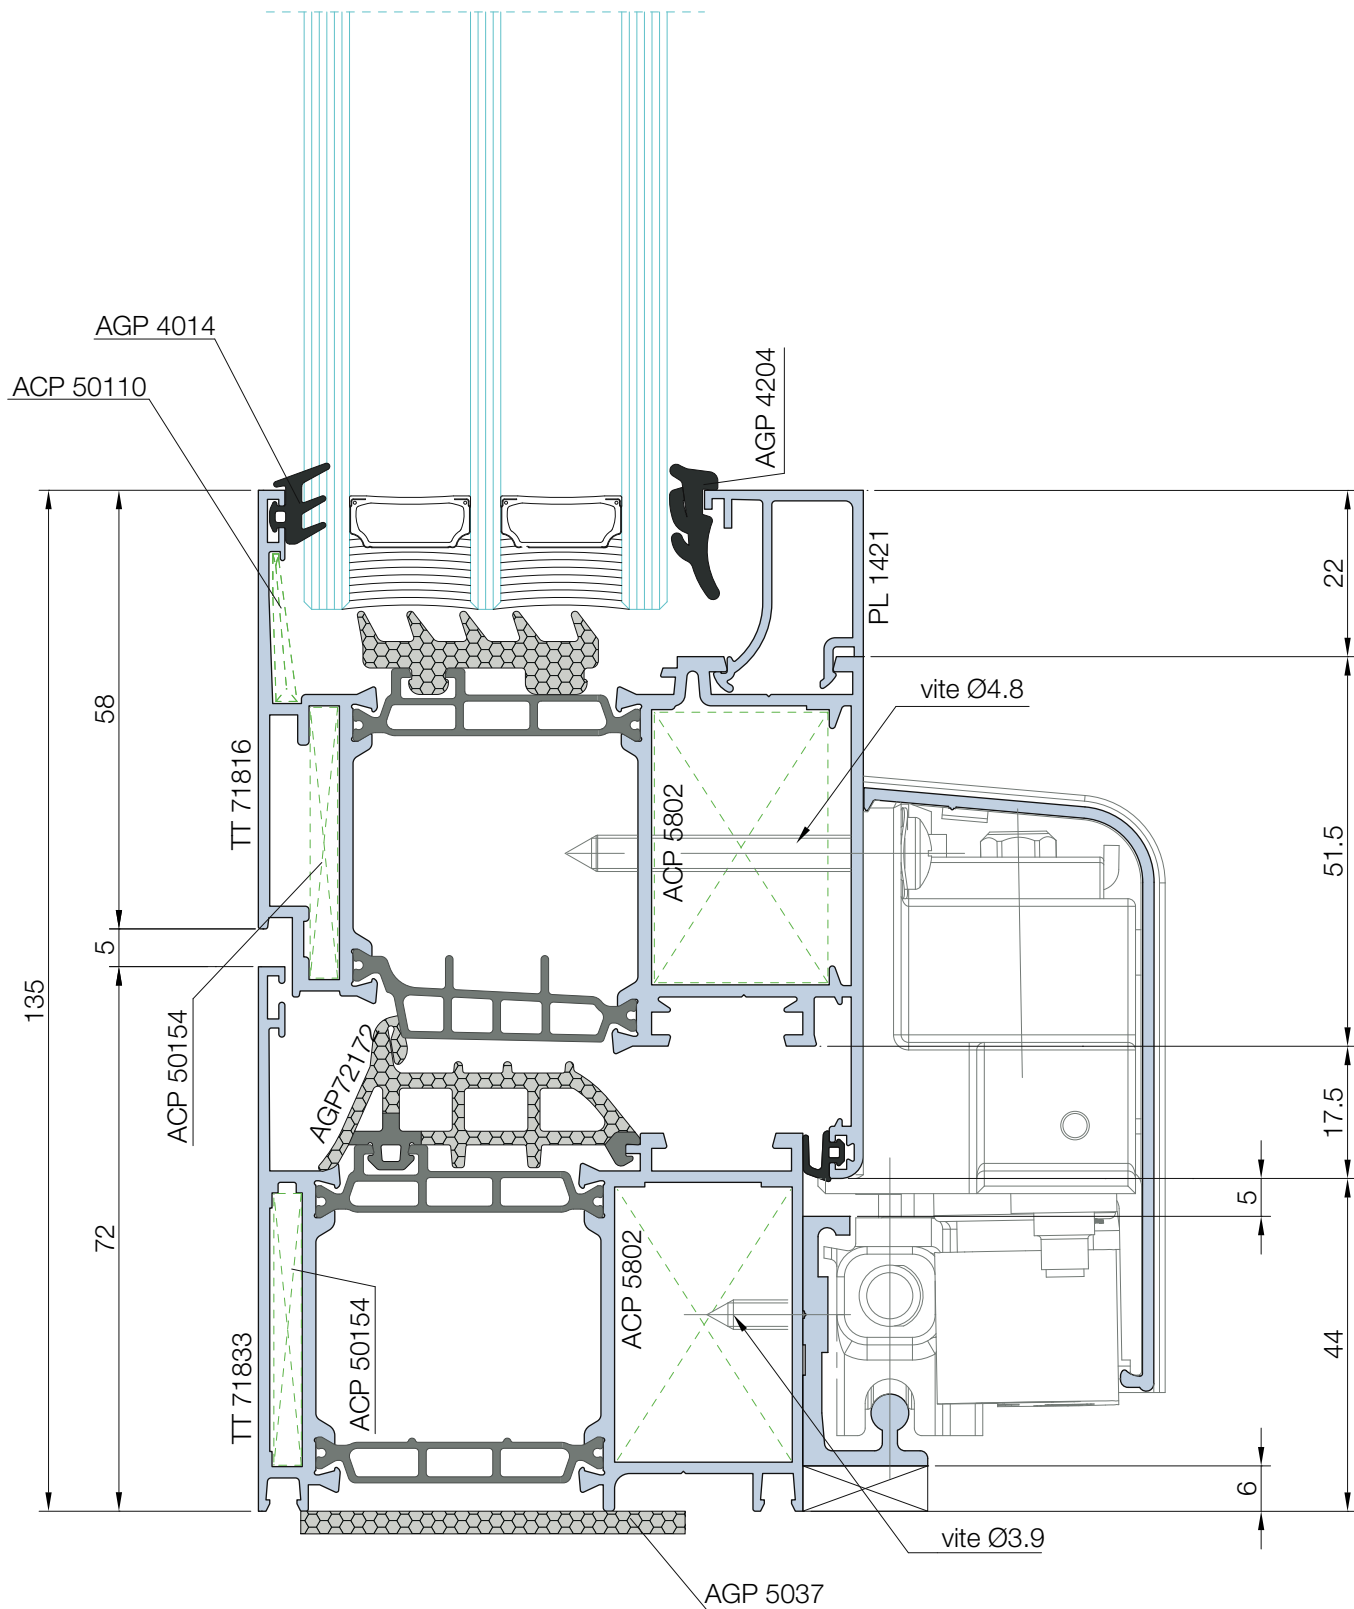 AGP 4014
ACP 50110
AGP 4204
PL 1421
22
vite Ø4.8
58
TT 71816
ACP 5802
51.5
5
135
ACP 50154
AGP72172
17.5
5
72
TT 71833
ACP 50154
ACP 5802
44
6
vite Ø3.9
AGP 5037